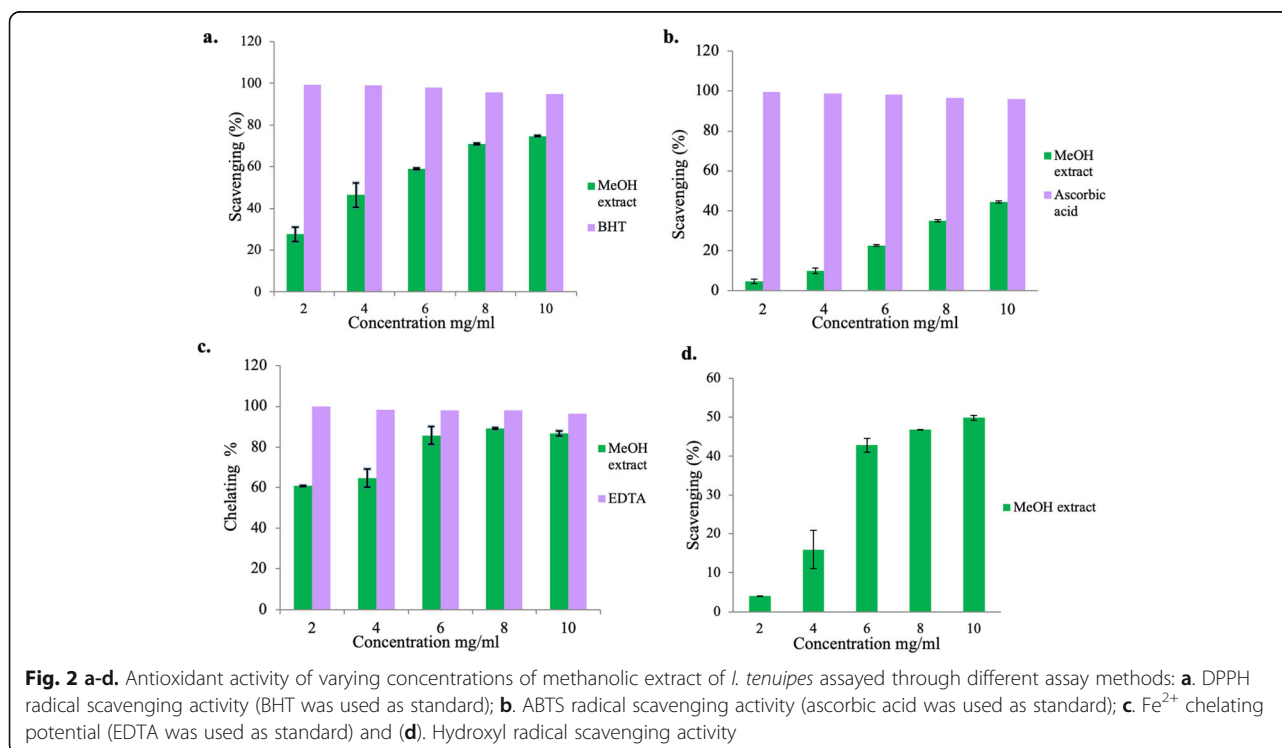 a.
120
100
80
60
40
20
0
Scavenging (%)
2 4 6 8 10
Concentration mg/ml
MeOH
extract
BHT
b.
120
100
80
60
40
20
0
Scavenging (%)
2 4 6 8 10
Concentration mg/ml
MeOH
extract
Ascorbic
acid
c.
120
100
80
60
40
20
0
Chelating %
2 4 6 8 10
Concentration mg/ml
MeOH
extract
EDTA
d.
60
50
40
30
20
10
0
Scavenging (%)
2 4 6 8 10
Concentration mg/ml
MeOH extract
Fig. 2 a-d. Antioxidant activity of varying concentrations of methanolic extract of I. tenuipes assayed through different assay methods: a. DPPH
radical scavenging activity (BHT was used as standard); b. ABTS radical scavenging activity (ascorbic acid was used as standard); c. Fe²⁺ chelating
potential (EDTA was used as standard) and (d). Hydroxyl radical scavenging activity